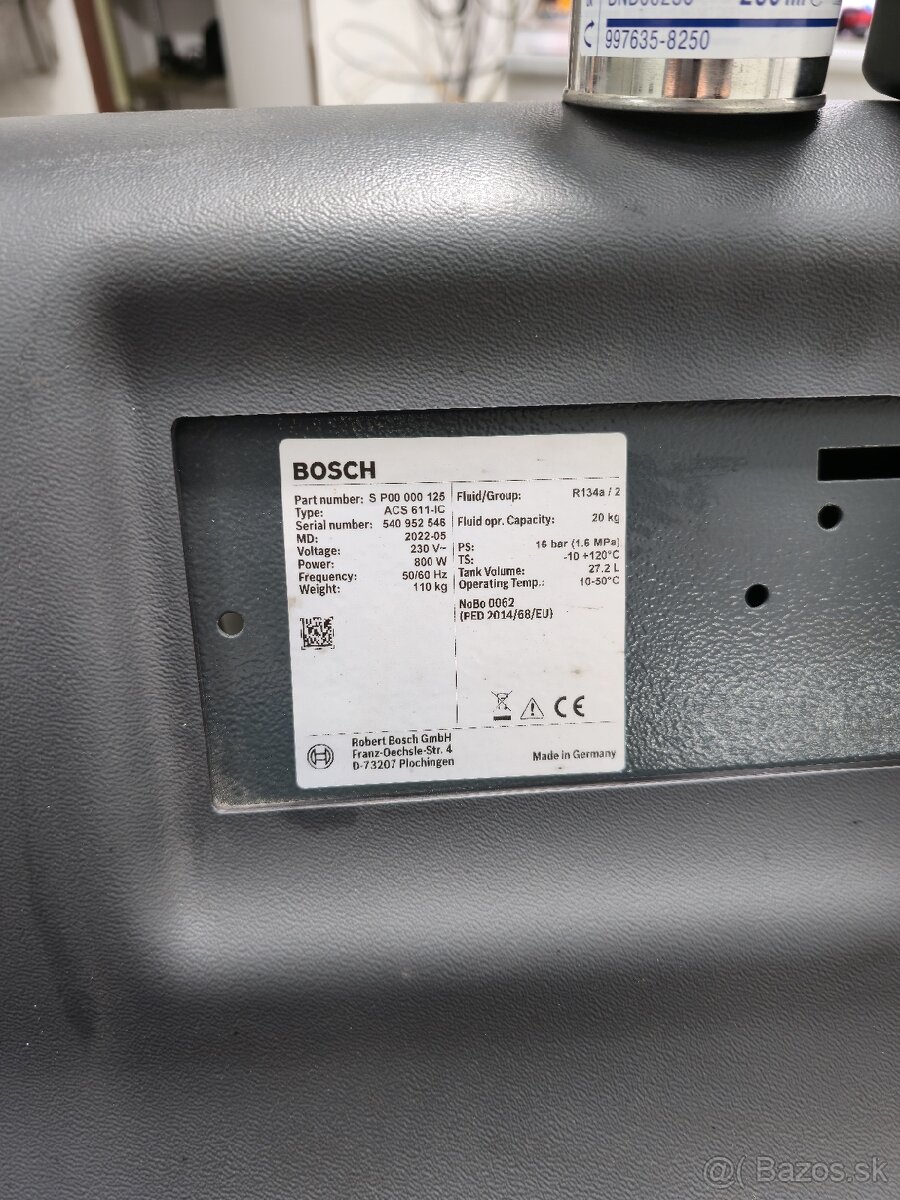 997635-8250
BOSCH
Part number: S P00 000 125
Type: ACS 611-IC
Serial number: 540 952 546
MD: 2022-05
Voltage: 230 V~
Power: 800 W
Frequency: 50/60 Hz
Weight: 110 kg
Fluid/Group: R134a / 2
Fluid opr. Capacity: 20 kg
PS: 16 bar (1.6 MPa)
TS: -10 +120°C
Tank Volume: 27.2 L
Operating Temp.: 10-50°C
NoBo 0062
(PED 2014/68/EU)
CE
Robert Bosch GmbH
Franz-Oechsle-Str. 4
D-73207 Plochingen
Made in Germany
@( Bazos.sk